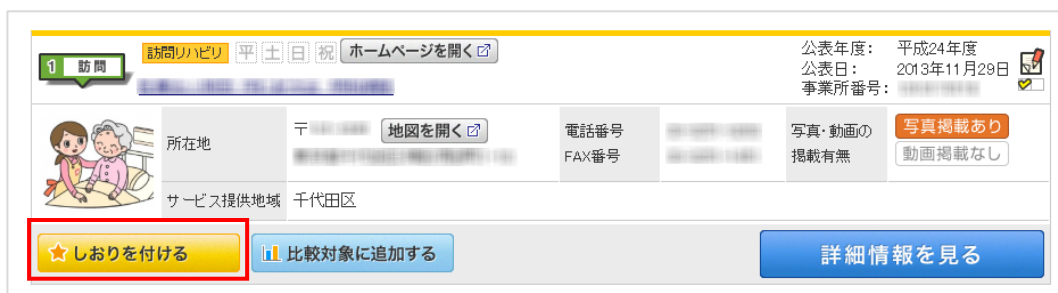 1 訪問
訪問リハビリ 平 土 日 祝 ホームページを開く
公表年度： 平成24年度
公表日： 2013年11月29日
事業所番号：
所在地
〒 地図を開く
電話番号
FAX番号
写真・動画の
掲載有無
写真掲載あり
動画掲載なし
サービス提供地域 千代田区
しおりを付ける 比較対象に追加する 詳細情報を見る